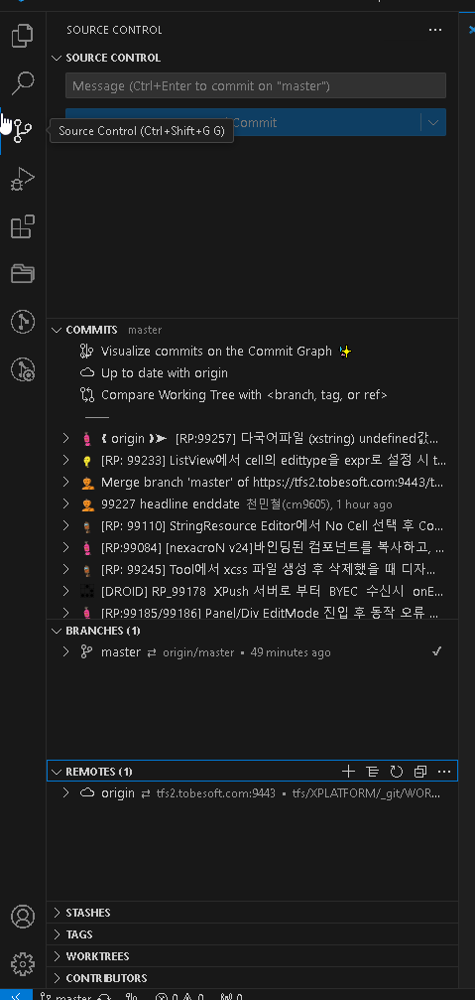 SOURCE CONTROL
SOURCE CONTROL
Message (Ctrl+Enter to commit on "master")
Commit
Source Control (Ctrl+Shift+G G)
COMMITS master
Visualize commits on the Commit Graph ✨
Up to date with origin
Compare Working Tree with <branch, tag, or ref>
❰ origin ❱➤ [RP:99257] 다국어파일 (xstring) undefined값...
[RP: 99233] ListView에서 cell의 edittype을 expr로 설정 시 t...
Merge branch 'master' of https://tfs2.tobesoft.com:9443/t...
99227 headline enddate 천민철(cm9605), 1 hour ago
[RP: 99110] StringResource Editor에서 No Cell 선택 후 Co...
[RP:99084] [nexacroN v24]바인딩된 컴포넌트를 복사하고, ...
[RP: 99245] Tool에서 xcss 파일 생성 후 삭제했을 때 디자...
[DROID] RP_99178 XPush 서버로 부터 BYEC 수신시 onE...
[RP:99185/99186] Panel/Div EditMode 진입 후 동작 오류 ...
BRANCHES (1)
master ⇄ origin/master • 49 minutes ago ✓
REMOTES (1)
origin ⇄ tfs2.tobesoft.com:9443 • tfs/XPLATFORM/_git/WOR...
STASHES
TAGS
WORKTREES
CONTRIBUTORS
master 0 0 0